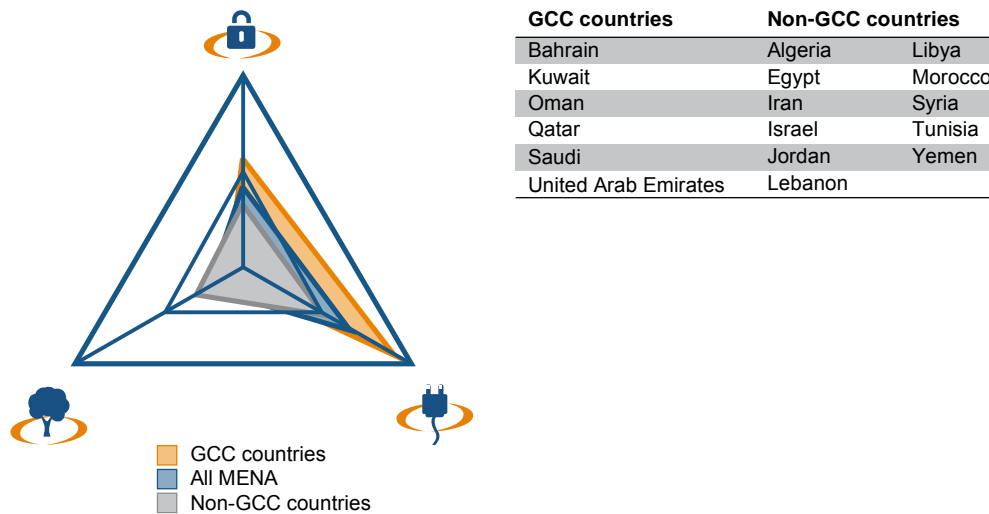 GCC countries Non-GCC countries
Bahrain Algeria Libya
Kuwait Egypt Morocco
Oman Iran Syria
Qatar Israel Tunisia
Saudi Jordan Yemen
United Arab Emirates Lebanon
GCC countries
All MENA
Non-GCC countries